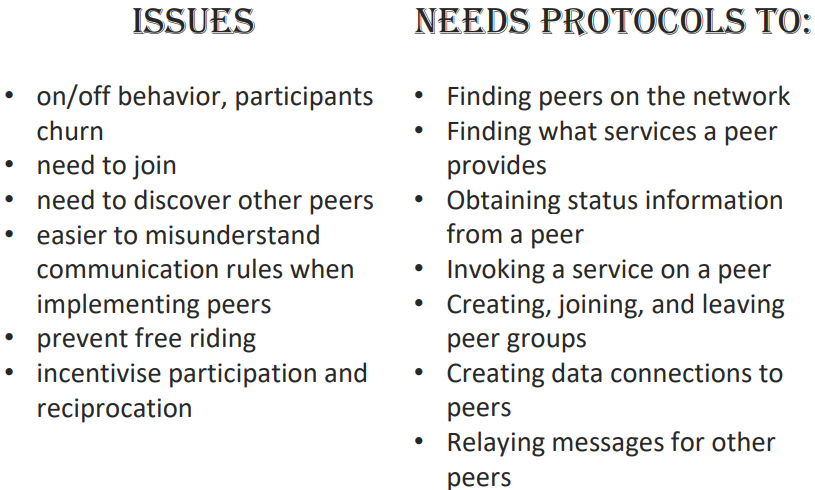 ISSUES
• on/off behavior, participants
churn
• need to join
• need to discover other peers
• easier to misunderstand
communication rules when
implementing peers
• prevent free riding
• incentivise participation and
reciprocation
NEEDS PROTOCOLS TO:
• Finding peers on the network
• Finding what services a peer
provides
• Obtaining status information
from a peer
• Invoking a service on a peer
• Creating, joining, and leaving
peer groups
• Creating data connections to
peers
• Relaying messages for other
peers